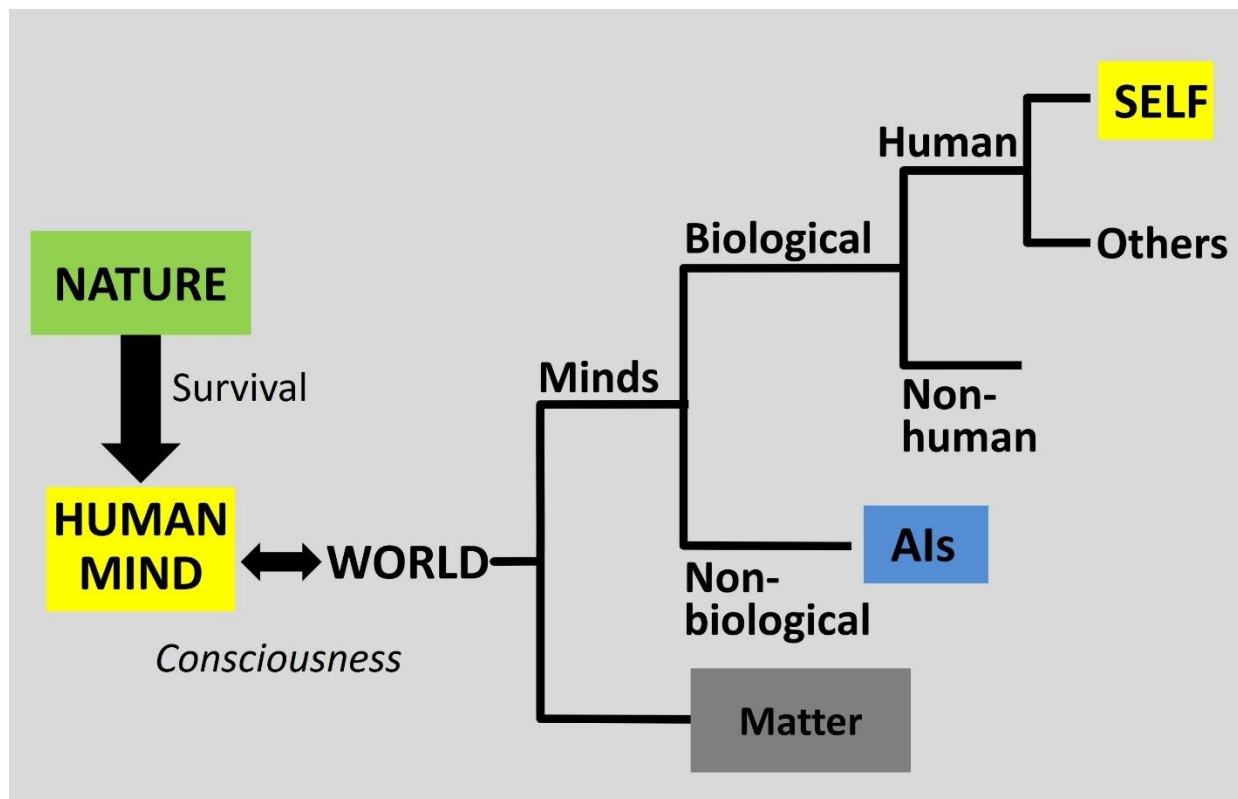 SELF
Human
Others
Biological
NATURE
Survival
Minds
Non-
human
HUMAN
MIND
WORLD
AIs
Non-
biological
Consciousness
Matter